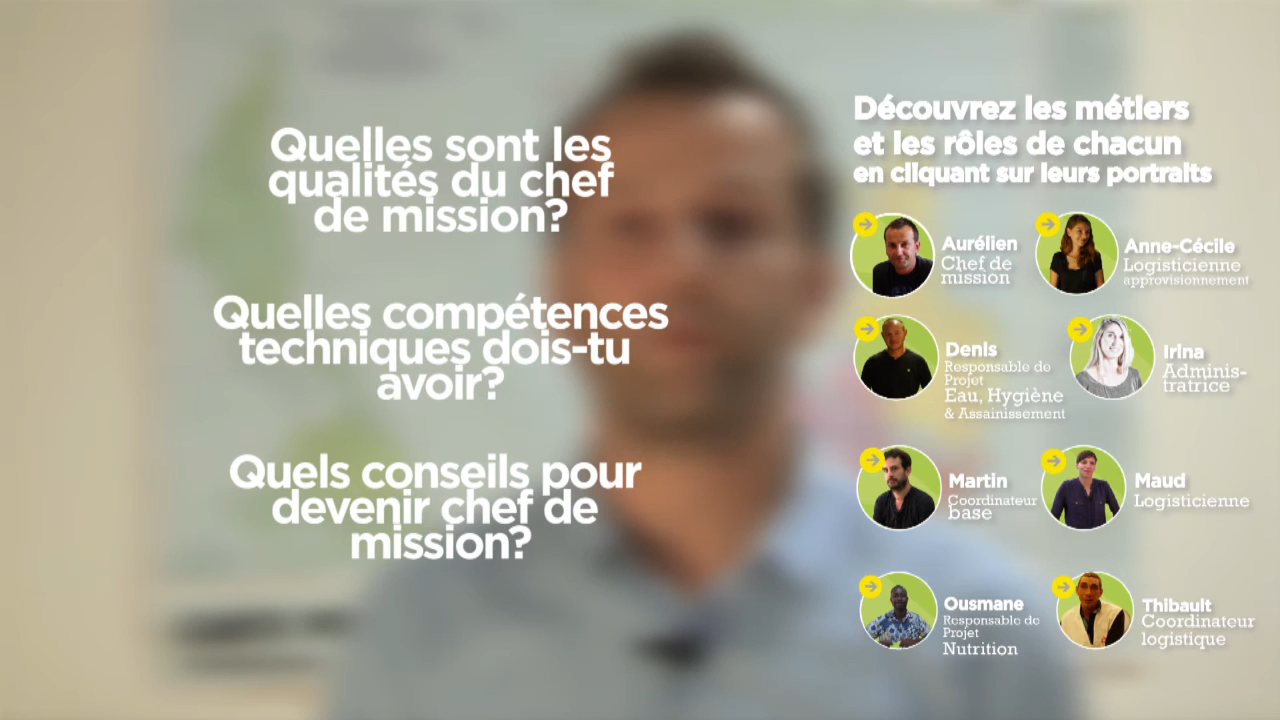 Quelles sont les
qualités du chef
de mission?
Quelles compétences
techniques dois-tu
avoir?
Quels conseils pour
devenir chef de
mission?
Découvrez les métiers
et les rôles de chacun
en cliquant sur leurs portraits
Aurélien
Chef de
mission
Anne-Cécile
Logisticienne
approvisionnement
Denis
Responsable de
Projet
Eau, Hygiène
& Assainissement
Irina
Adminis-
tratrice
Martin
Coordinateur
base
Maud
Logisticienne
Ousmane
Responsable de
Projet
Nutrition
Thibault
Coordinateur
logistique